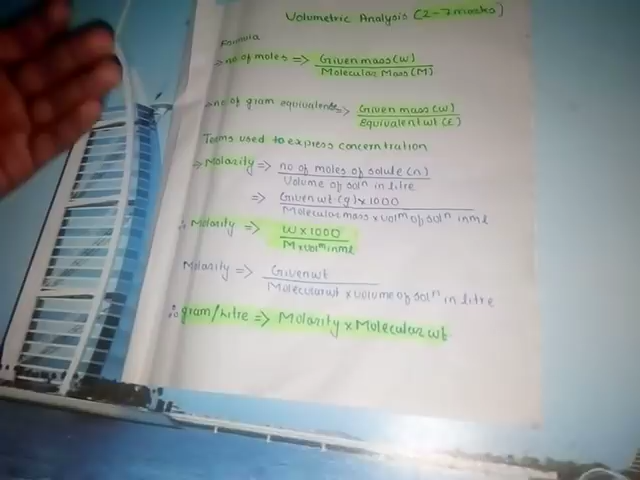 Volumetric Analysis (2-7 marks)
Formula
→ no of moles => Given mass (W) / Molecular Mass (M)
→ no of gram equivalence => Given mass (W) / Equivalent wt (E)
Terms used to express concentration
→ Molarity => no of moles of solute (n) / Volume of solⁿ in litre
=> Given wt (g) x 1000 / Molecular mass x volᵐ of solⁿ in ml
∴ Molarity => W x 1000 / M x volᵐ in ml
Molarity => Given wt / Molecular wt x volume of solⁿ in litre
∴ gram/Litre => Molarity x Molecular wt